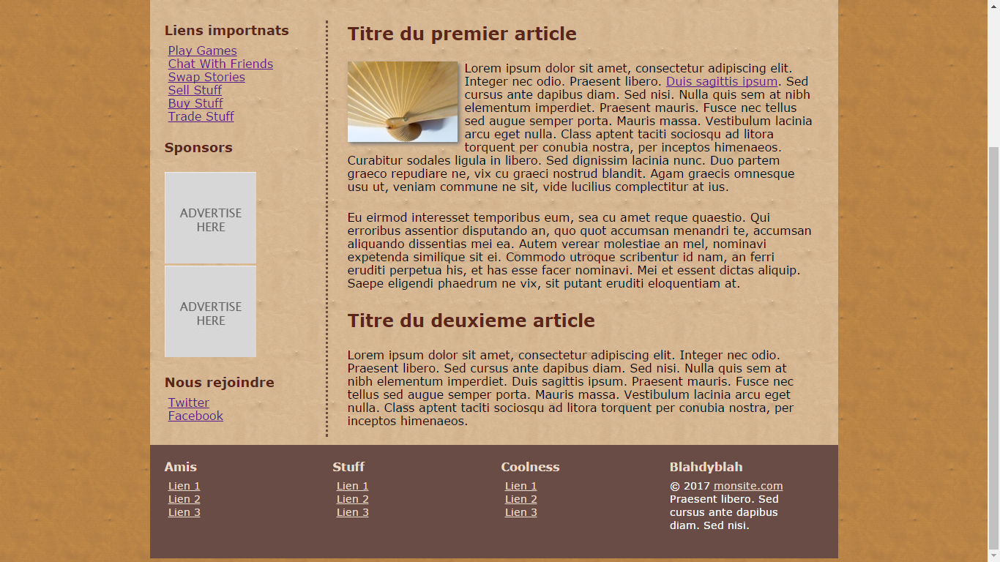 Liens importnats
Play Games
Chat With Friends
Swap Stories
Sell Stuff
Buy Stuff
Trade Stuff
Sponsors
ADVERTISE
HERE
ADVERTISE
HERE
Nous rejoindre
Twitter
Facebook
Titre du premier article
Lorem ipsum dolor sit amet, consectetur adipiscing elit.
Integer nec odio. Praesent libero. Duis sagittis ipsum. Sed
cursus ante dapibus diam. Sed nisi. Nulla quis sem at nibh
elementum imperdiet. Praesent mauris. Fusce nec tellus
sed augue semper porta. Mauris massa. Vestibulum lacinia
arcu eget nulla. Class aptent taciti sociosqu ad litora
torquent per conubia nostra, per inceptos himenaeos.
Curabitur sodales ligula in libero. Sed dignissim lacinia nunc. Duo partem
graeco repudiare ne, vix cu graeci nostrud blandit. Agam graecis omnesque
usu ut, veniam commune ne sit, vide lucilius complectitur at ius.
Eu eirmod interesset temporibus eum, sea cu amet reque quaestio. Qui
erroribus assentior disputando an, quo quot accumsan menandri te, accumsan
aliquando dissentias mei ea. Autem verear molestiae an mel, nominavi
expetenda similique sit ei. Commodo utroque scribentur id nam, an ferri
eruditi perpetua his, et has esse facer nominavi. Mei et essent dictas aliquip.
Saepe eligendi phaedrum ne vix, sit putant eruditi eloquentiam at.
Titre du deuxieme article
Lorem ipsum dolor sit amet, consectetur adipiscing elit. Integer nec odio.
Praesent libero. Sed cursus ante dapibus diam. Sed nisi. Nulla quis sem at
nibh elementum imperdiet. Duis sagittis ipsum. Praesent mauris. Fusce nec
tellus sed augue semper porta. Mauris massa. Vestibulum lacinia arcu eget
nulla. Class aptent taciti sociosqu ad litora torquent per conubia nostra, per
inceptos himenaeos.
Amis
Lien 1
Lien 2
Lien 3
Stuff
Lien 1
Lien 2
Lien 3
Coolness
Lien 1
Lien 2
Lien 3
Blahdyblah
© 2017 monsite.com
Praesent libero. Sed
cursus ante dapibus
diam. Sed nisi.